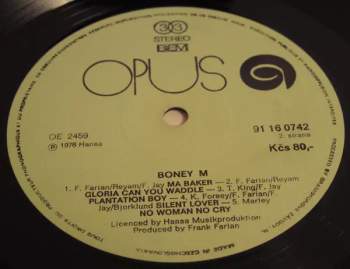 33
STEREO
BEM
OPUS
OE 2459
℗ 1978 Hansa
91 16 0742
2. strana
Kčs 80,-
BONEY M
1. F. Farian/Reyam/F. Jay MA BAKER — 2. F. Farian/Reyam
GLORIA CAN YOU WADDLE — 3. T. King/F. Jay
PLANTATION BOY — 4. K. Forsey/F. Farian/F.
Jay/Bjorklund SILENT LOVER — 5. Marley
NO WOMAN NO CRY
Licenced by Hansa Musikproduktion
Produced by Frank Farian
MADE IN CZECHOSLOVAKIA